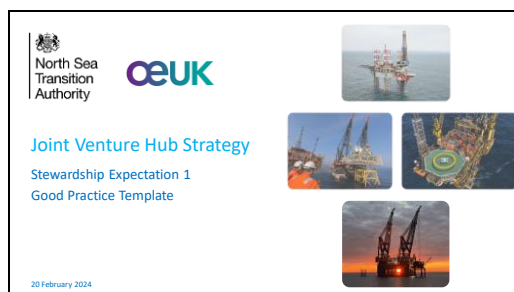 North Sea
Transition
Authority
OEUK
Joint Venture Hub Strategy
Stewardship Expectation 1
Good Practice Template
20 February 2024